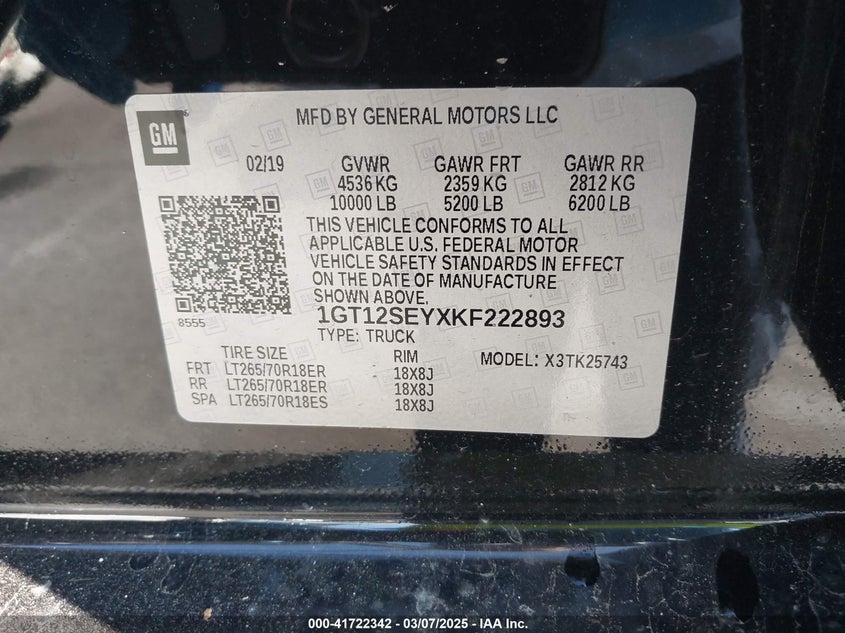 GM
MFD BY GENERAL MOTORS LLC
02/19 GVWR GAWR FRT GAWR RR
4536 KG 2359 KG 2812 KG
10000 LB 5200 LB 6200 LB
THIS VEHICLE CONFORMS TO ALL
APPLICABLE U.S. FEDERAL MOTOR
VEHICLE SAFETY STANDARDS IN EFFECT
ON THE DATE OF MANUFACTURE
SHOWN ABOVE.
8555
1GT12SEYXKF222893
TYPE: TRUCK
TIRE SIZE RIM MODEL: X3TK25743
FRT LT265/70R18ER 18X8J
RR LT265/70R18ER 18X8J
SPA LT265/70R18ES 18X8J
000-41722342 - 03/07/2025 - IAA Inc.